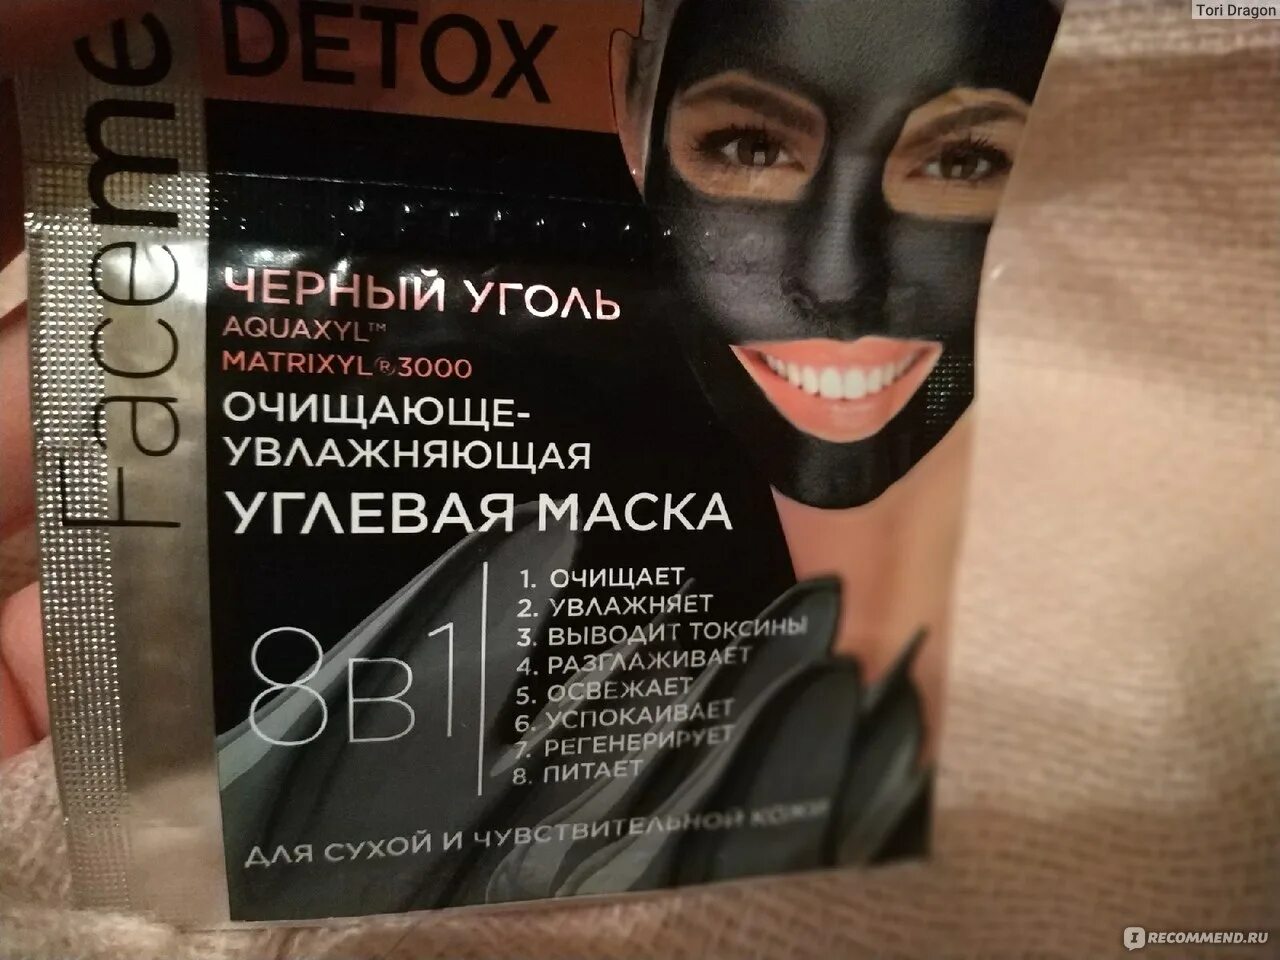 Tori Dragon
Faceme
DETOX
ЧЕРНЫЙ УГОЛЬ
AQUAXYL™
MATRIXYL®3000
ОЧИЩАЮЩЕ-
УВЛАЖНЯЮЩАЯ
УГЛЕВАЯ МАСКА
8В1
1. ОЧИЩАЕТ
2. УВЛАЖНЯЕТ
3. ВЫВОДИТ ТОКСИНЫ
4. РАЗГЛАЖИВАЕТ
5. ОСВЕЖАЕТ
6. УСПОКАИВАЕТ
7. РЕГЕНЕРИРУЕТ
8. ПИТАЕТ
ДЛЯ СУХОЙ И ЧУВСТВИТЕЛЬНОЙ КОЖИ
IRECOMMEND.RU